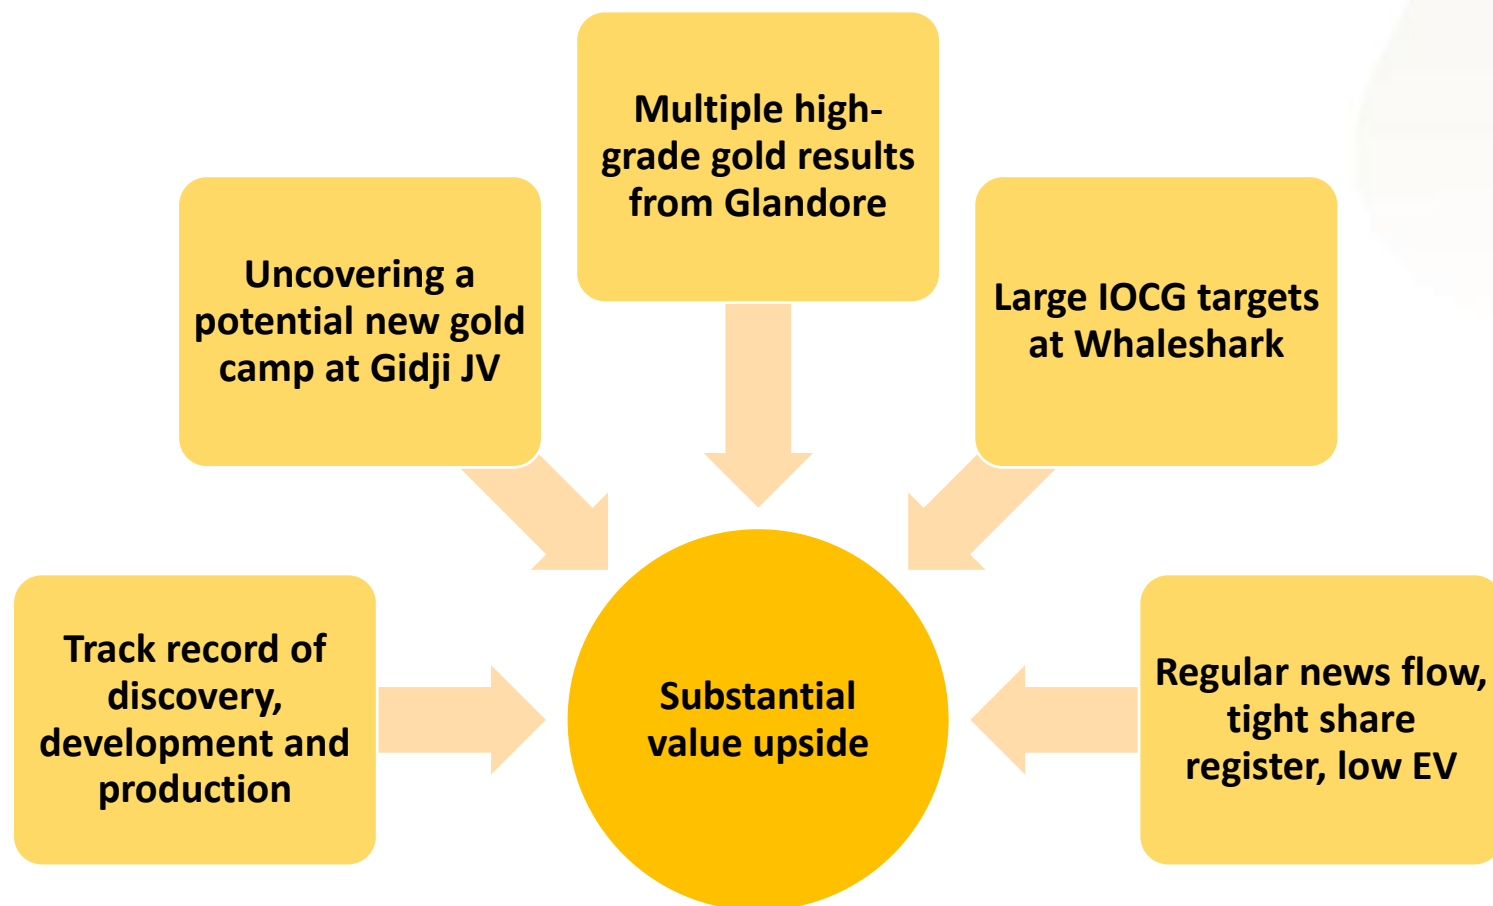 Multiple high-
grade gold results
from Glandore
Uncovering a
potential new gold
camp at Gidji JV
Large IOCG targets
at Whaleshark
Track record of
discovery,
development and
production
Substantial
value upside
Regular news flow,
tight share
register, low EV